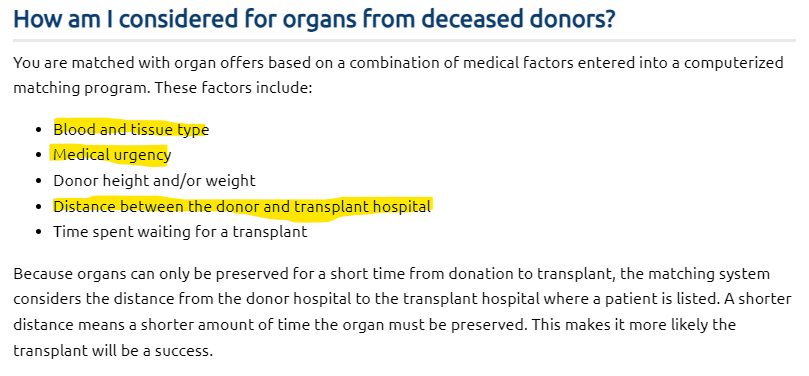 How am I considered for organs from deceased donors?
You are matched with organ offers based on a combination of medical factors entered into a computerized
matching program. These factors include:
• Blood and tissue type
• Medical urgency
• Donor height and/or weight
• Distance between the donor and transplant hospital
• Time spent waiting for a transplant
Because organs can only be preserved for a short time from donation to transplant, the matching system
considers the distance from the donor hospital to the transplant hospital where a patient is listed. A shorter
distance means a shorter amount of time the organ must be preserved. This makes it more likely the
transplant will be a success.